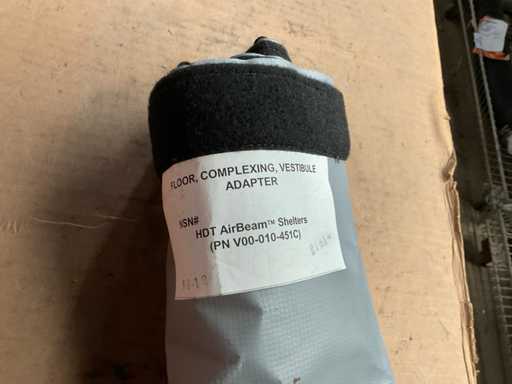 FLOOR, COMPLEXING, VESTIBULE
ADAPTER
NSN#
HDT AirBeam™ Shelters
(PN V00-010-451C)